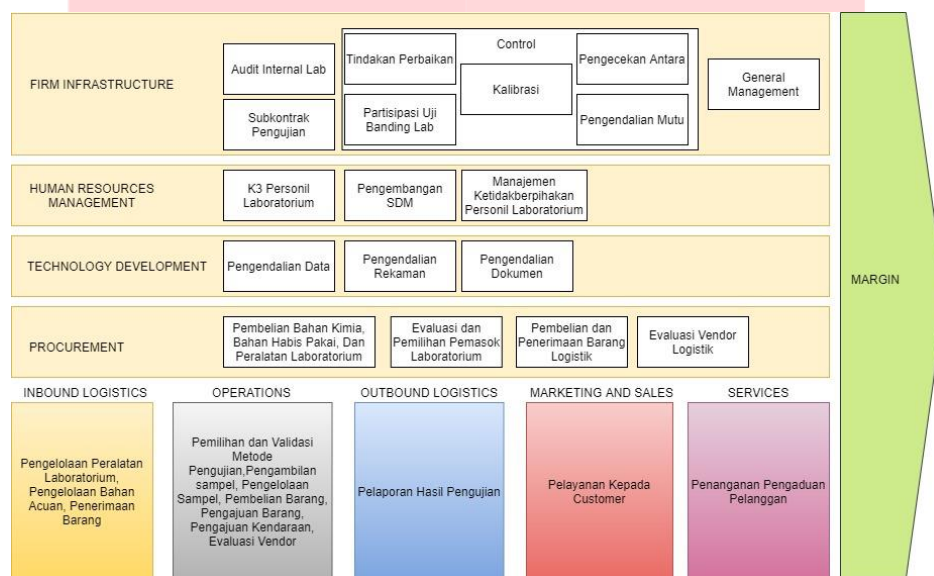 FIRM INFRASTRUCTURE
Audit Internal Lab
Subkontrak
Pengujian
Control
Tindakan Perbaikan
Partisipasi Uji
Banding Lab
Kalibrasi
Pengecekan Antara
Pengendalian Mutu
General
Management
HUMAN RESOURCES
MANAGEMENT
K3 Personil
Laboratorium
Pengembangan
SDM
Manajemen
Ketidakberpihakan
Personil Laboratorium
TECHNOLOGY DEVELOPMENT
Pengendalian Data
Pengendalian
Rekaman
Pengendalian
Dokumen
PROCUREMENT
Pembelian Bahan Kimia,
Bahan Habis Pakai, Dan
Peralatan Laboratorium
Evaluasi dan
Pemilihan Pemasok
Laboratorium
Pembelian dan
Penerimaan Barang
Logistik
Evaluasi Vendor
Logistik
MARGIN
INBOUND LOGISTICS
Pengelolaan Peralatan
Laboratorium,
Pengelolaan Bahan
Acuan, Penerimaan
Barang
OPERATIONS
Pemilihan dan Validasi
Metode
Pengujian,Pengambilan
sampel, Pengelolaan
Sampel, Pembelian Barang,
Pengajuan Barang,
Pengajuan Kendaraan,
Evaluasi Vendor
OUTBOUND LOGISTICS
Pelaporan Hasil Pengujian
MARKETING AND SALES
Pelayanan Kepada
Customer
SERVICES
Penanganan Pengaduan
Pelanggan